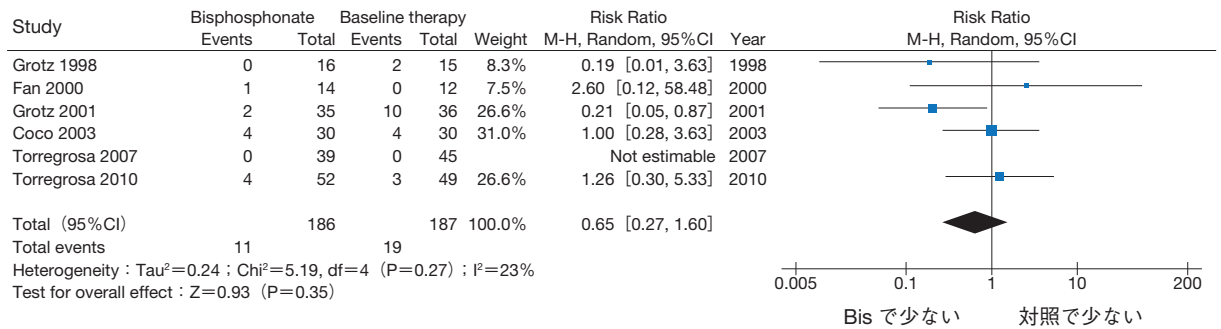 Study Bisphosphonate Baseline therapy Risk Ratio Risk Ratio
Events Total Events Total Weight M-H, Random, 95%CI Year M-H, Random, 95%CI
Grotz 1998 0 16 2 15 8.3% 0.19［0.01, 3.63］ 1998
Fan 2000 1 14 0 12 7.5% 2.60［0.12, 58.48］ 2000
Grotz 2001 2 35 10 36 26.6% 0.21［0.05, 0.87］ 2001
Coco 2003 4 30 4 30 31.0% 1.00［0.28, 3.63］ 2003
Torregrosa 2007 0 39 0 45 Not estimable 2007
Torregrosa 2010 4 52 3 49 26.6% 1.26［0.30, 5.33］ 2010
Total（95%CI） 186 187 100.0% 0.65［0.27, 1.60］
Total events 11 19
Heterogeneity：Tau²＝0.24；Chi²＝5.19, df＝4（P＝0.27）；I²＝23%
Test for overall effect：Z＝0.93（P＝0.35）
0.005 0.1 1 10 200
Bis で少ない 対照で少ない